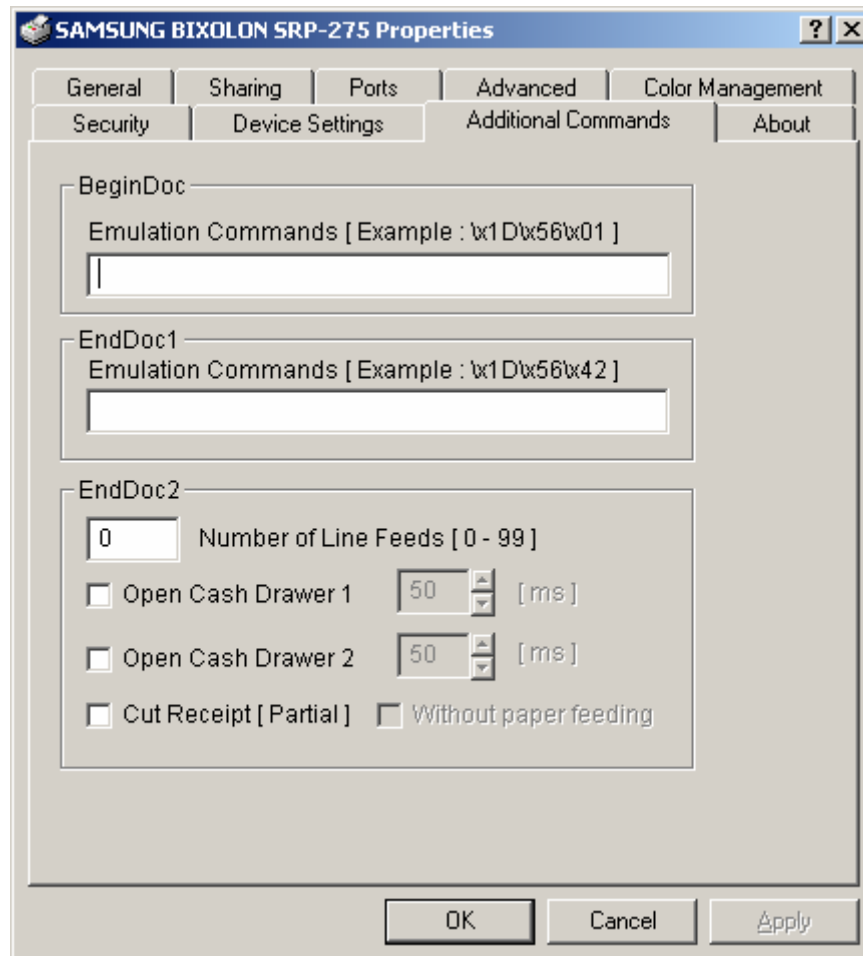 SAMSUNG BIXOLON SRP-275 Properties
General Sharing Ports Advanced Color Management
Security Device Settings Additional Commands About
BeginDoc
Emulation Commands [ Example : \x1D\x56\x01 ]
EndDoc1
Emulation Commands [ Example : \x1D\x56\x42 ]
EndDoc2
0 Number of Line Feeds [ 0 - 99 ]
Open Cash Drawer 1 50 [ ms ]
Open Cash Drawer 2 50 [ ms ]
Cut Receipt [ Partial ] Without paper feeding
OK Cancel Apply